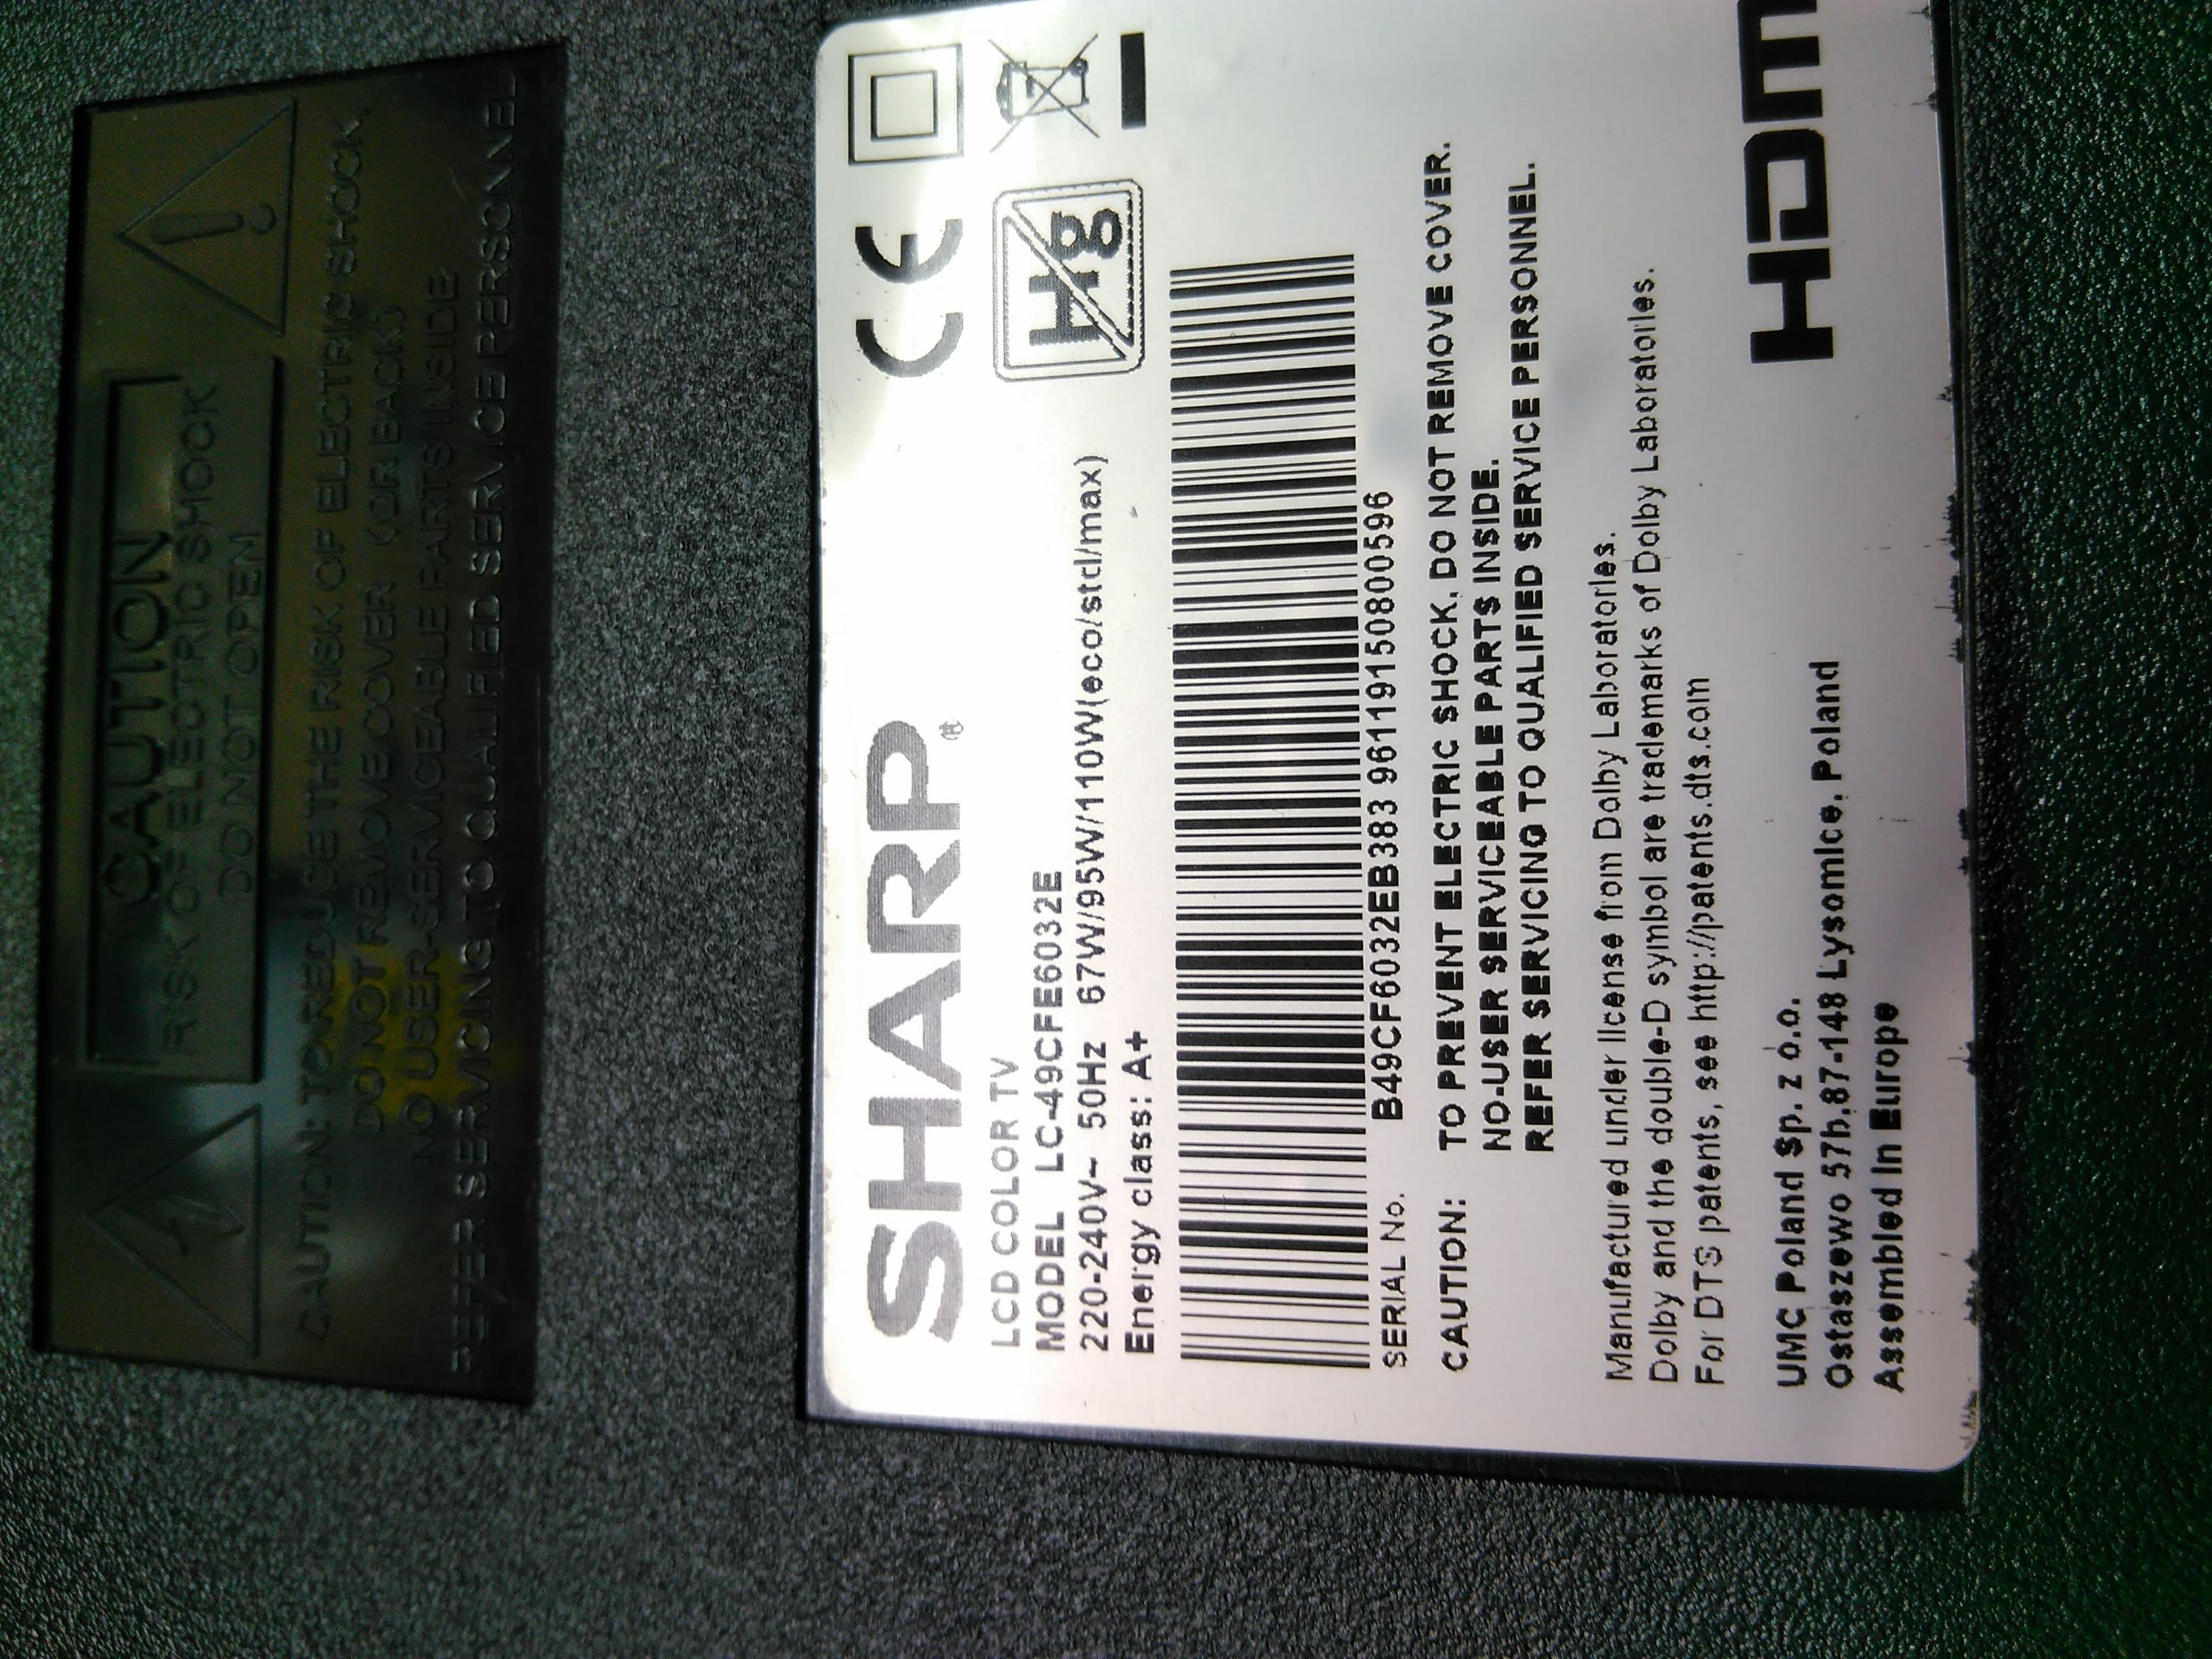 CAUTION
RISK OF ELECTRIC SHOCK
DO NOT OPEN
CAUTION: TO REDUCE THE RISK OF ELECTRIC SHOCK.
DO NOT REMOVE COVER (OR BACK)
NO USER-SERVICEABLE PARTS INSIDE
REFER SERVICING TO QUALIFIED SERVICE PERSONNEL
SHARP®
CE
LCD COLOR TV
MODEL LC-49CFE6032E
Hg
220-240V~ 50Hz 67W/95W/110W(eco/std/max)
Energy class: A+
SERIAL No. B49CF6032EB383 961191508000596
CAUTION: TO PREVENT ELECTRIC SHOCK, DO NOT REMOVE COVER.
NO-USER SERVICEABLE PARTS INSIDE.
REFER SERVICING TO QUALIFIED SERVICE PERSONNEL.
Manufactured under license from Dolby Laboratories.
Dolby and the double-D symbol are trademarks of Dolby Laboratories.
For DTS patents, see http://patents.dts.com
UMC Poland Sp. z o.o.
Ostaszewo 57b,87-148 Lysomice, Poland
Assembled in Europe